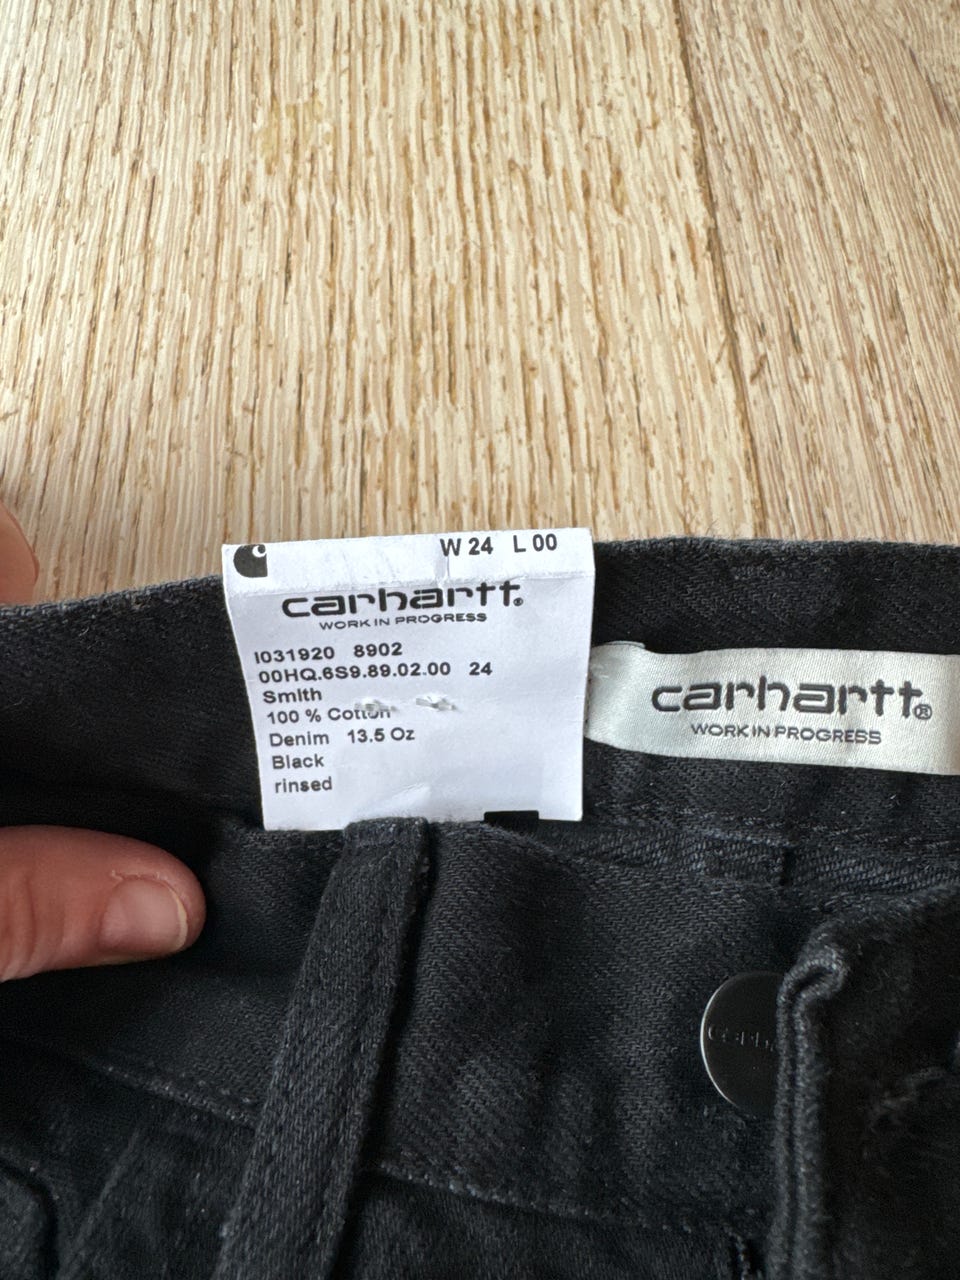 W 24 L 00
carhartt®
WORK IN PROGRESS
I031920 8902
00HQ.6S9.89.02.00 24
Smith
100 % Cotton
Denim 13.5 Oz
Black
rinsed
carhartt®
WORK IN PROGRESS